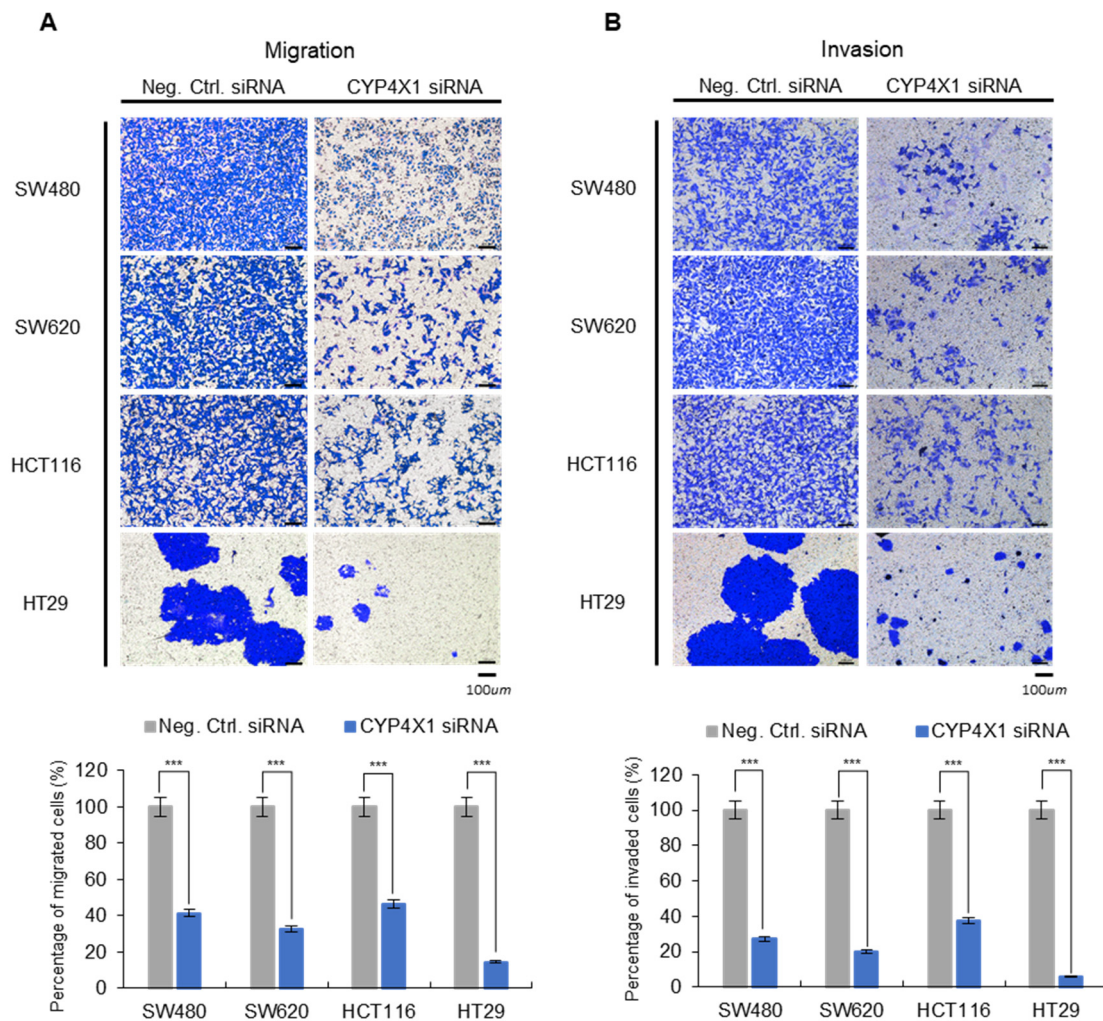 A
Migration
Neg. Ctrl. siRNA CYP4X1 siRNA
SW480
SW620
HCT116
HT29
100um
Neg. Ctrl. siRNA CYP4X1 siRNA
Percentage of migrated cells (%)
120
100
80
60
40
20
0
*** *** *** ***
SW480 SW620 HCT116 HT29
B
Invasion
Neg. Ctrl. siRNA CYP4X1 siRNA
SW480
SW620
HCT116
HT29
100um
Neg. Ctrl. siRNA CYP4X1 siRNA
Percentage of invaded cells (%)
120
100
80
60
40
20
0
*** *** *** ***
SW480 SW620 HCT116 HT29